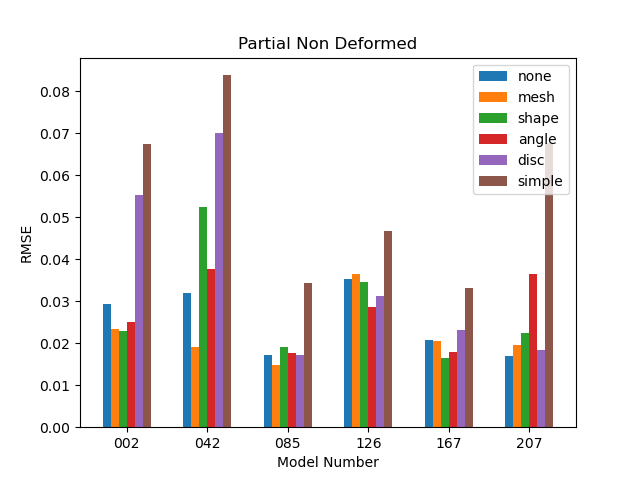 Partial Non Deformed
none
mesh
shape
angle
disc
simple
0.08
0.07
0.06
0.05
0.04
0.03
0.02
0.01
0.00
RMSE
002 042 085 126 167 207
Model Number